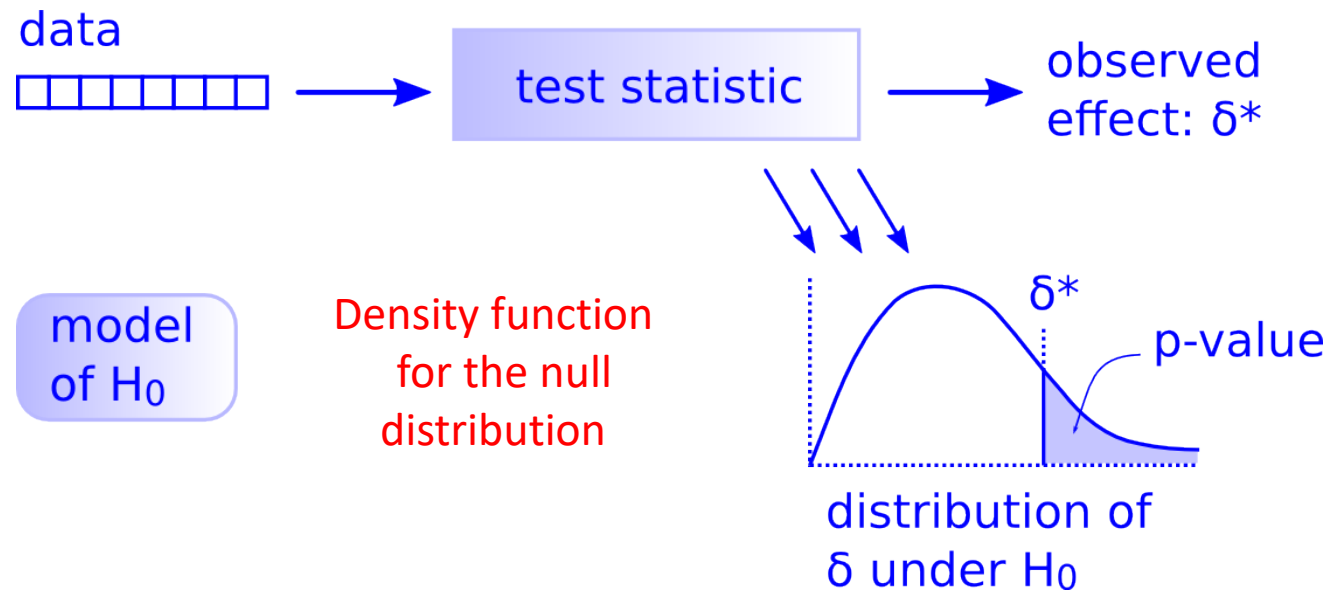 data
test statistic
observed
effect: δ*
model
of H₀
Density function
for the null
distribution
δ*
p-value
distribution of
δ under H₀